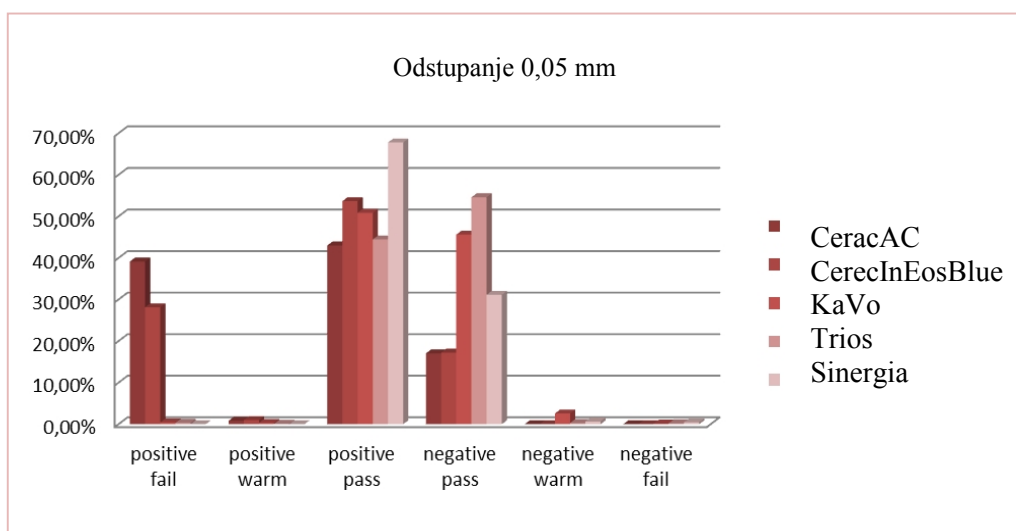 Odstupanje 0,05 mm
70,00%
60,00%
50,00%
40,00%
30,00%
20,00%
10,00%
0,00%
positive fail
positive warm
positive pass
negative pass
negative warm
negative fail
CeracAC
CerecInEosBlue
KaVo
Trios
Sinergia